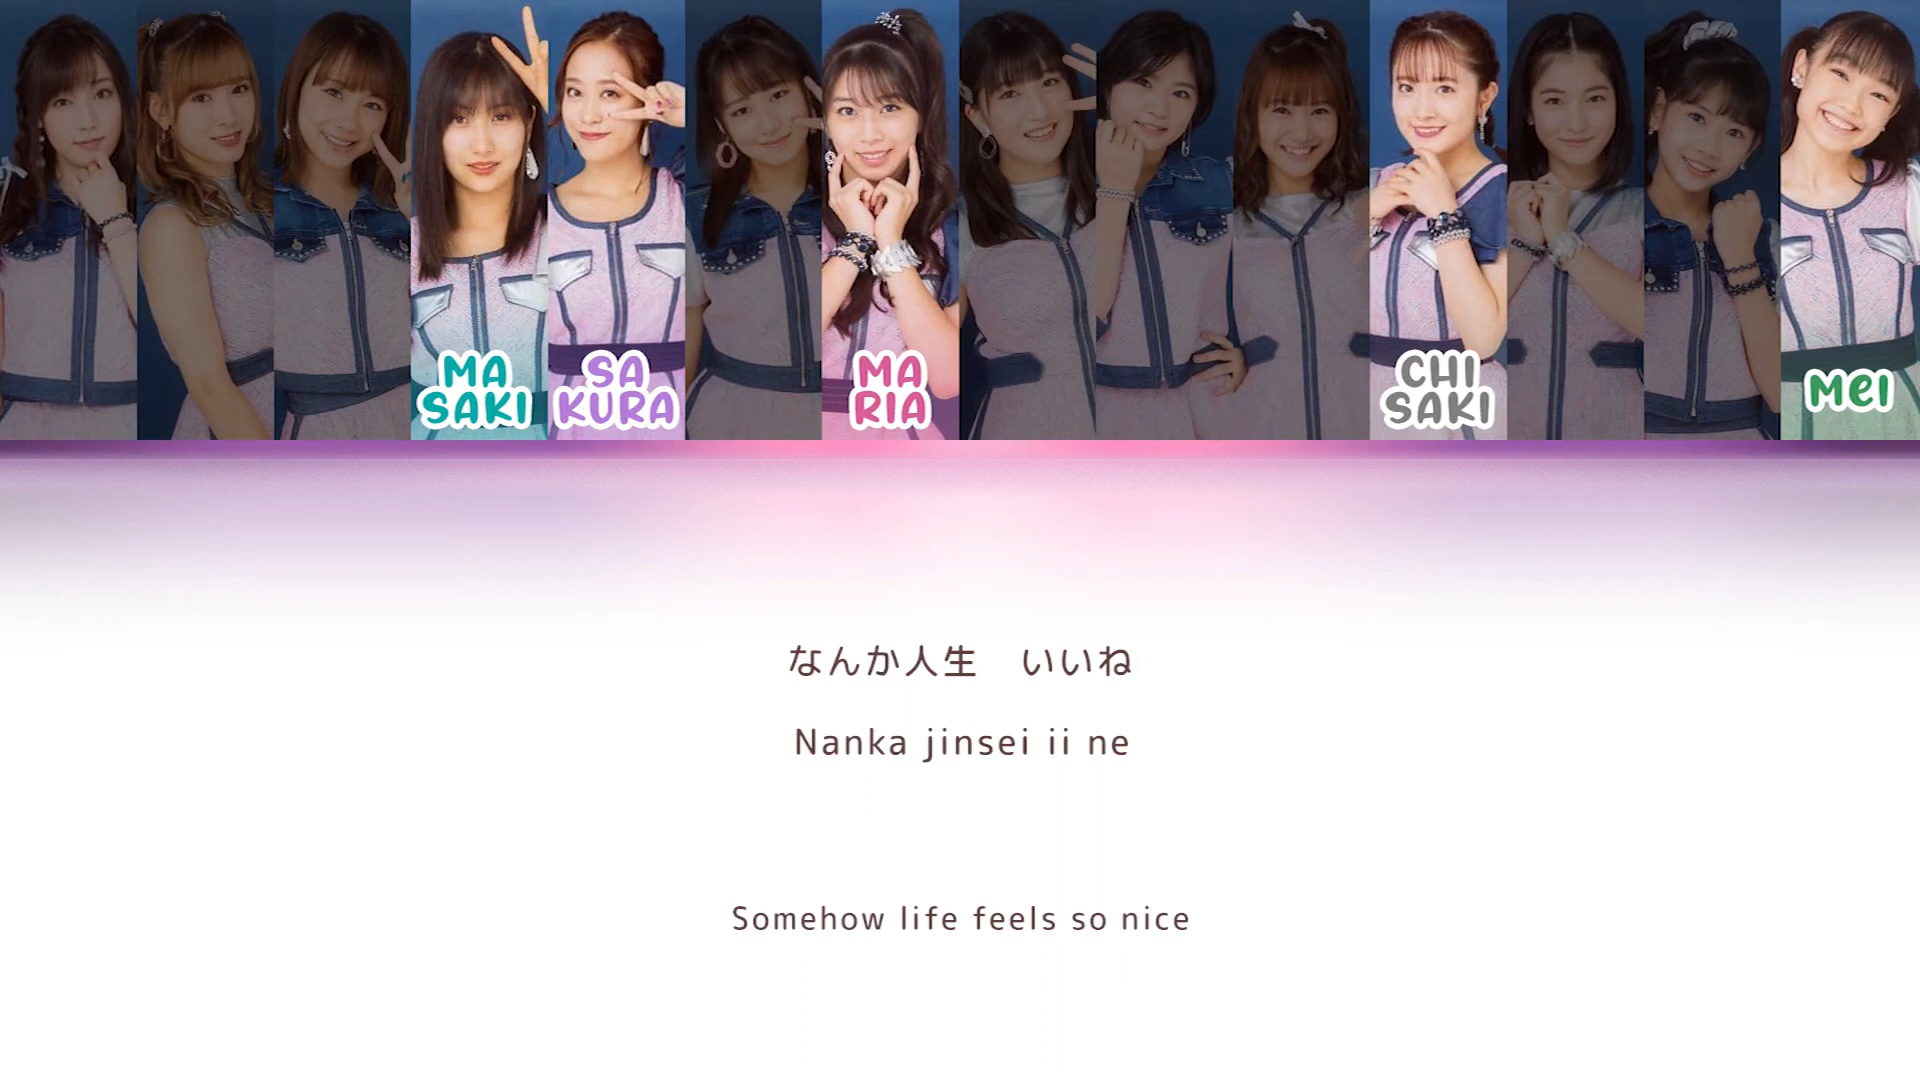 MA
SAKI
SA
KURA
MA
RIA
CHI
SAKI
MeI
なんか人生　いいね
Nanka jinsei ii ne
Somehow life feels so nice